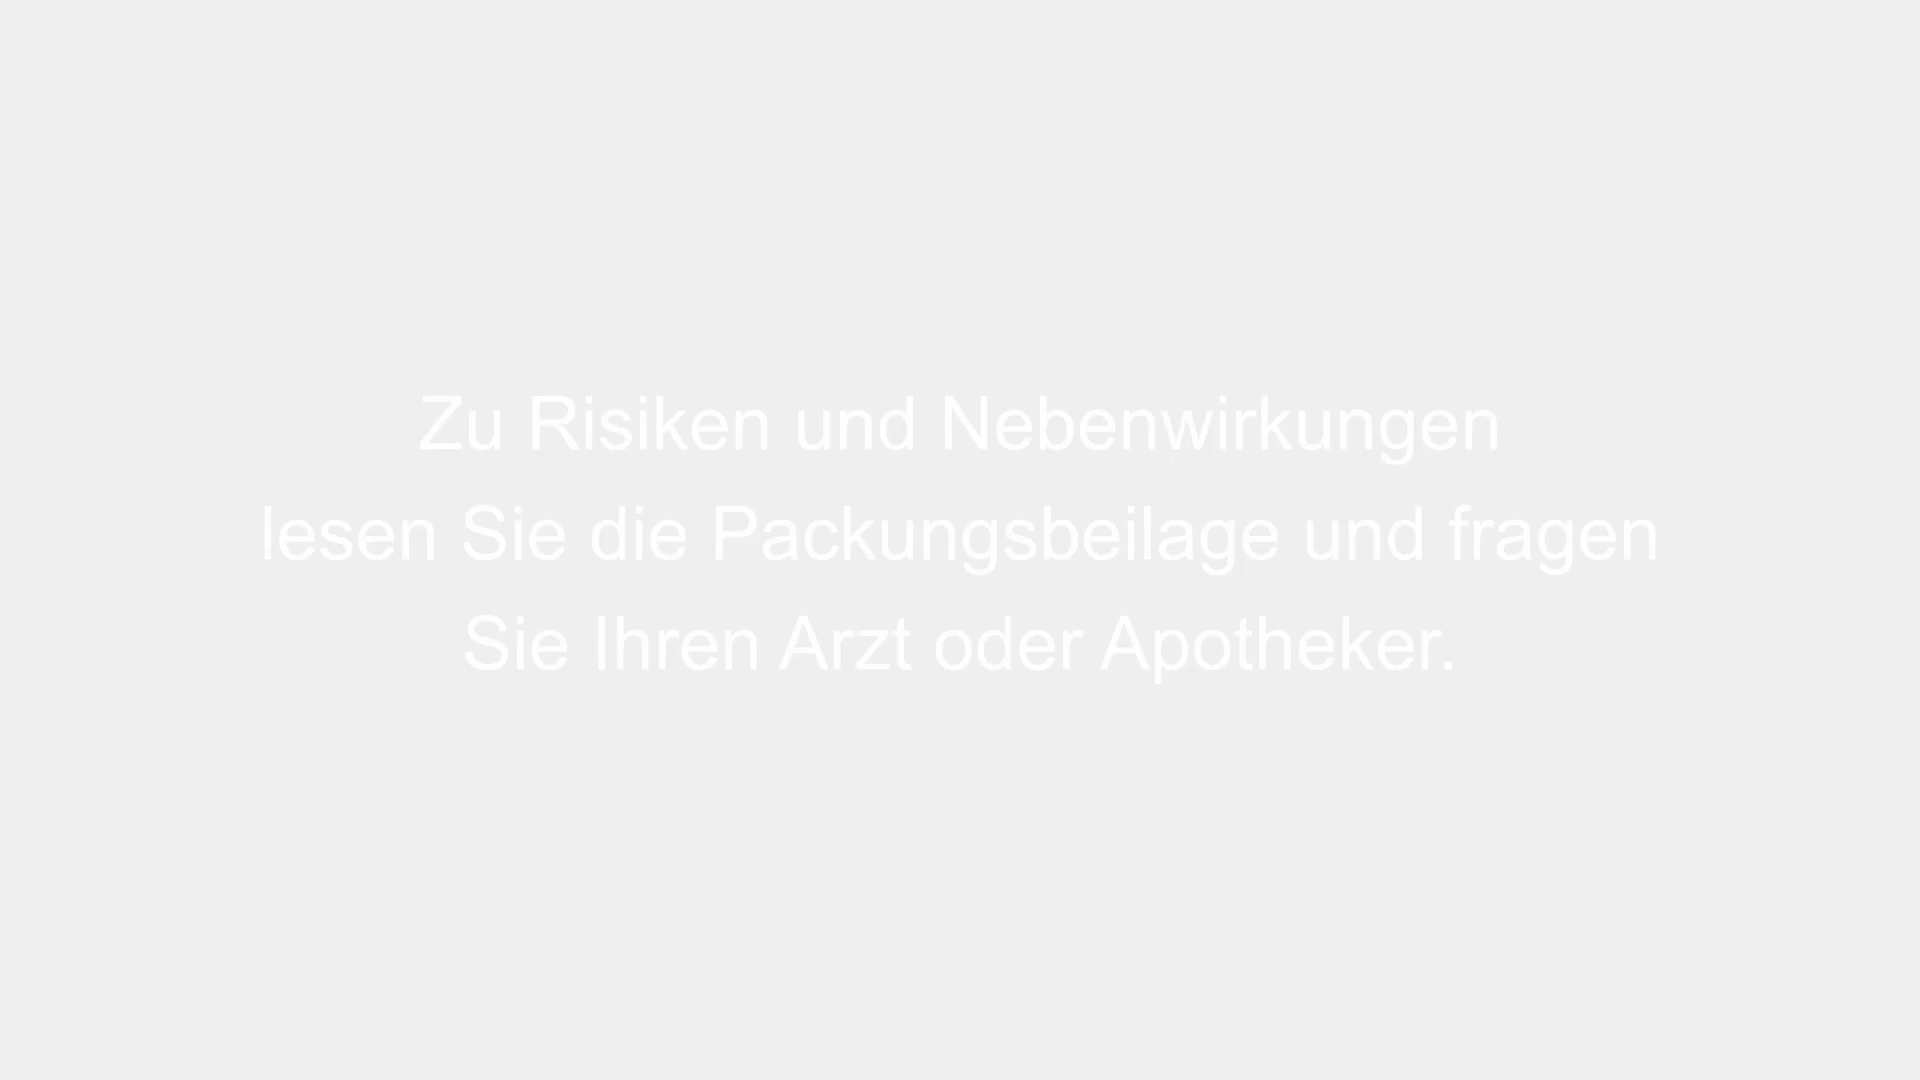 Zu Risiken und Nebenwirkungen
lesen Sie die Packungsbeilage und fragen
Sie Ihren Arzt oder Apotheker.